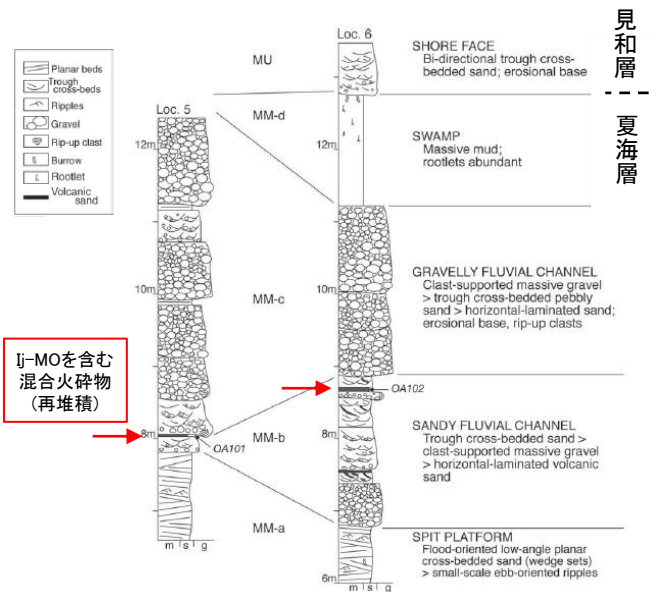 Planar beds
Trough
cross-beds
Ripples
Gravel
Rip-up clast
Burrow
Rootlet
Volcanic
sand
Loc. 5
12m
10m
8m
OA101
m s g
Ij-MOを含む
混合火砕物
(再堆積)
MU
MM-d
MM-c
MM-b
MM-a
Loc. 6
12m
10m
8m
6m
OA102
m s g
SHORE FACE
Bi-directional trough cross-
bedded sand; erosional base
SWAMP
Massive mud;
rootlets abundant
GRAVELLY FLUVIAL CHANNEL
Clast-supported massive gravel
> trough cross-bedded pebbly
sand > horizontal-laminated sand;
erosional base, rip-up clasts
SANDY FLUVIAL CHANNEL
Trough cross-bedded sand >
clast-supported massive gravel
> horizontal-laminated volcanic
sand
SPIT PLATFORM
Flood-oriented low-angle planar
cross-bedded sand (wedge sets)
> small-scale ebb-oriented ripples
見和層
夏海層